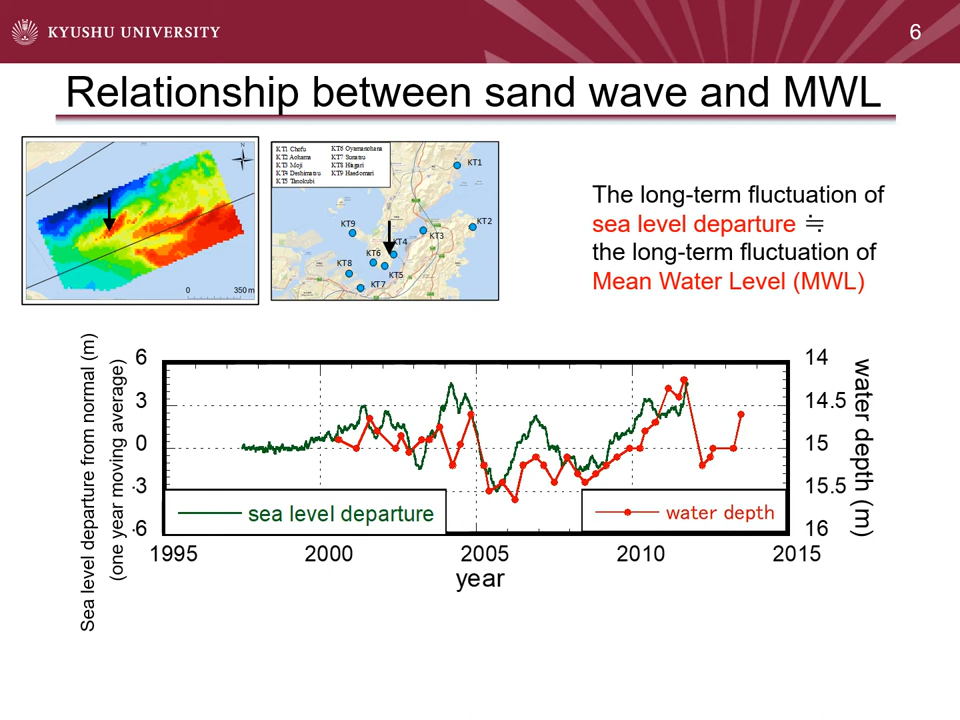 KYUSHU UNIVERSITY
6
Relationship between sand wave and MWL
N
0 350 m
KT1 Chofu
KT2 Aohama
KT3 Moji
KT4 Deshimatsu
KT5 Tanokubi
KT6 Oyamanohana
KT7 Sunatsu
KT8 Hiagari
KT9 Haedomari
KT1
KT2
KT3
KT4
KT5
KT6
KT7
KT8
KT9
The long-term fluctuation of
sea level departure ≒
the long-term fluctuation of
Mean Water Level (MWL)
Sea level departure from normal (m)
(one year moving average)
6
3
0
-3
-6
14
14.5
15
15.5
16
water depth (m)
sea level departure
water depth
1995 2000 2005 2010 2015
year